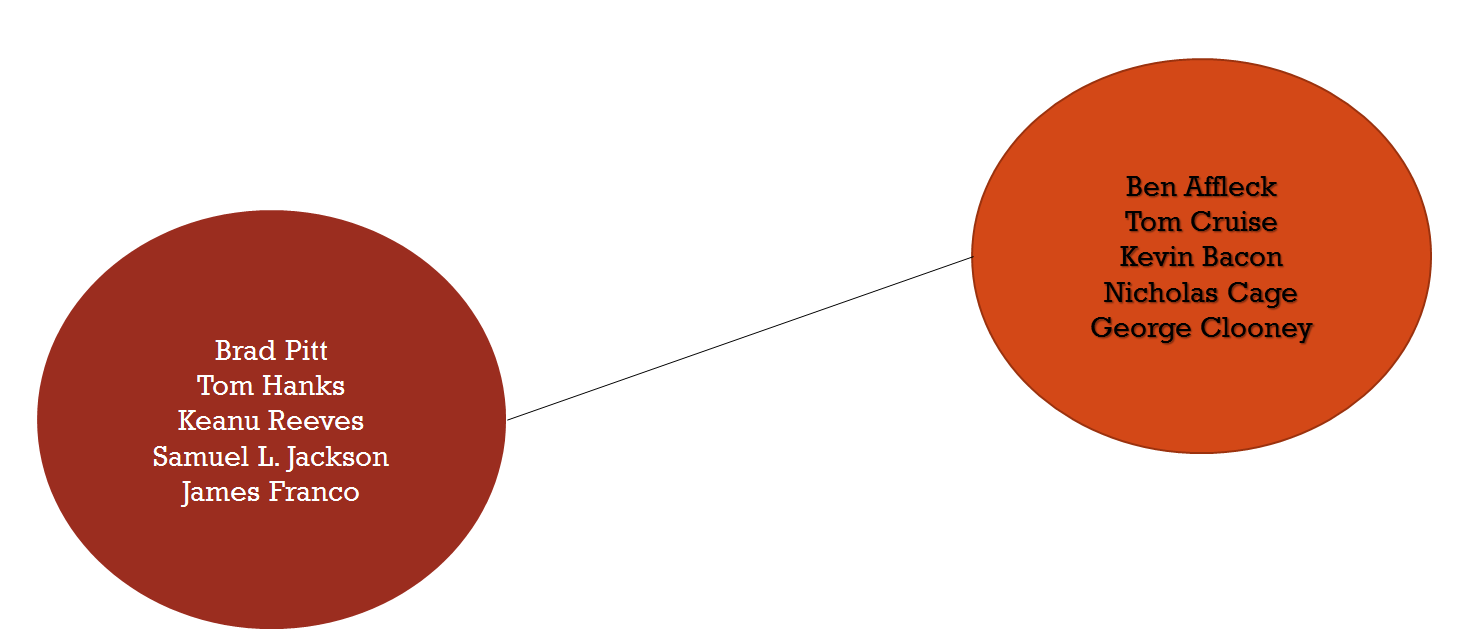 Brad Pitt
Tom Hanks
Keanu Reeves
Samuel L. Jackson
James Franco
Ben Affleck
Tom Cruise
Kevin Bacon
Nicholas Cage
George Clooney